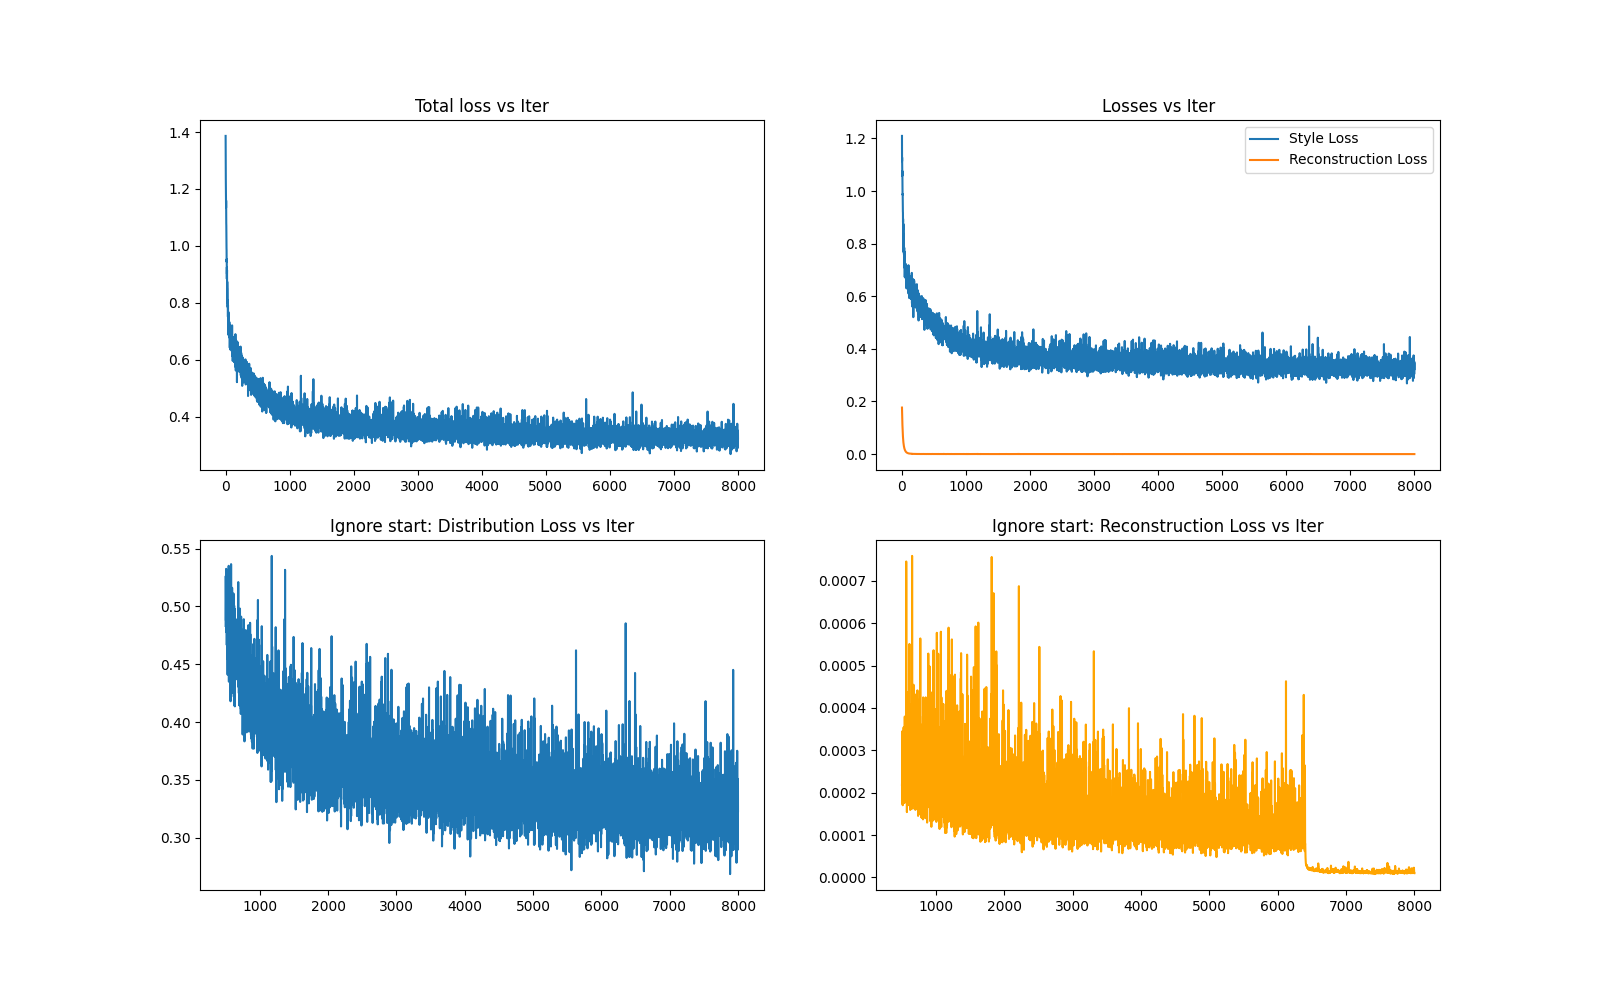 Total loss vs Iter
1.4
1.2
1.0
0.8
0.6
0.4
0 1000 2000 3000 4000 5000 6000 7000 8000
Losses vs Iter
Style Loss
Reconstruction Loss
1.2
1.0
0.8
0.6
0.4
0.2
0.0
0 1000 2000 3000 4000 5000 6000 7000 8000
Ignore start: Distribution Loss vs Iter
0.55
0.50
0.45
0.40
0.35
0.30
1000 2000 3000 4000 5000 6000 7000 8000
Ignore start: Reconstruction Loss vs Iter
0.0007
0.0006
0.0005
0.0004
0.0003
0.0002
0.0001
0.0000
1000 2000 3000 4000 5000 6000 7000 8000